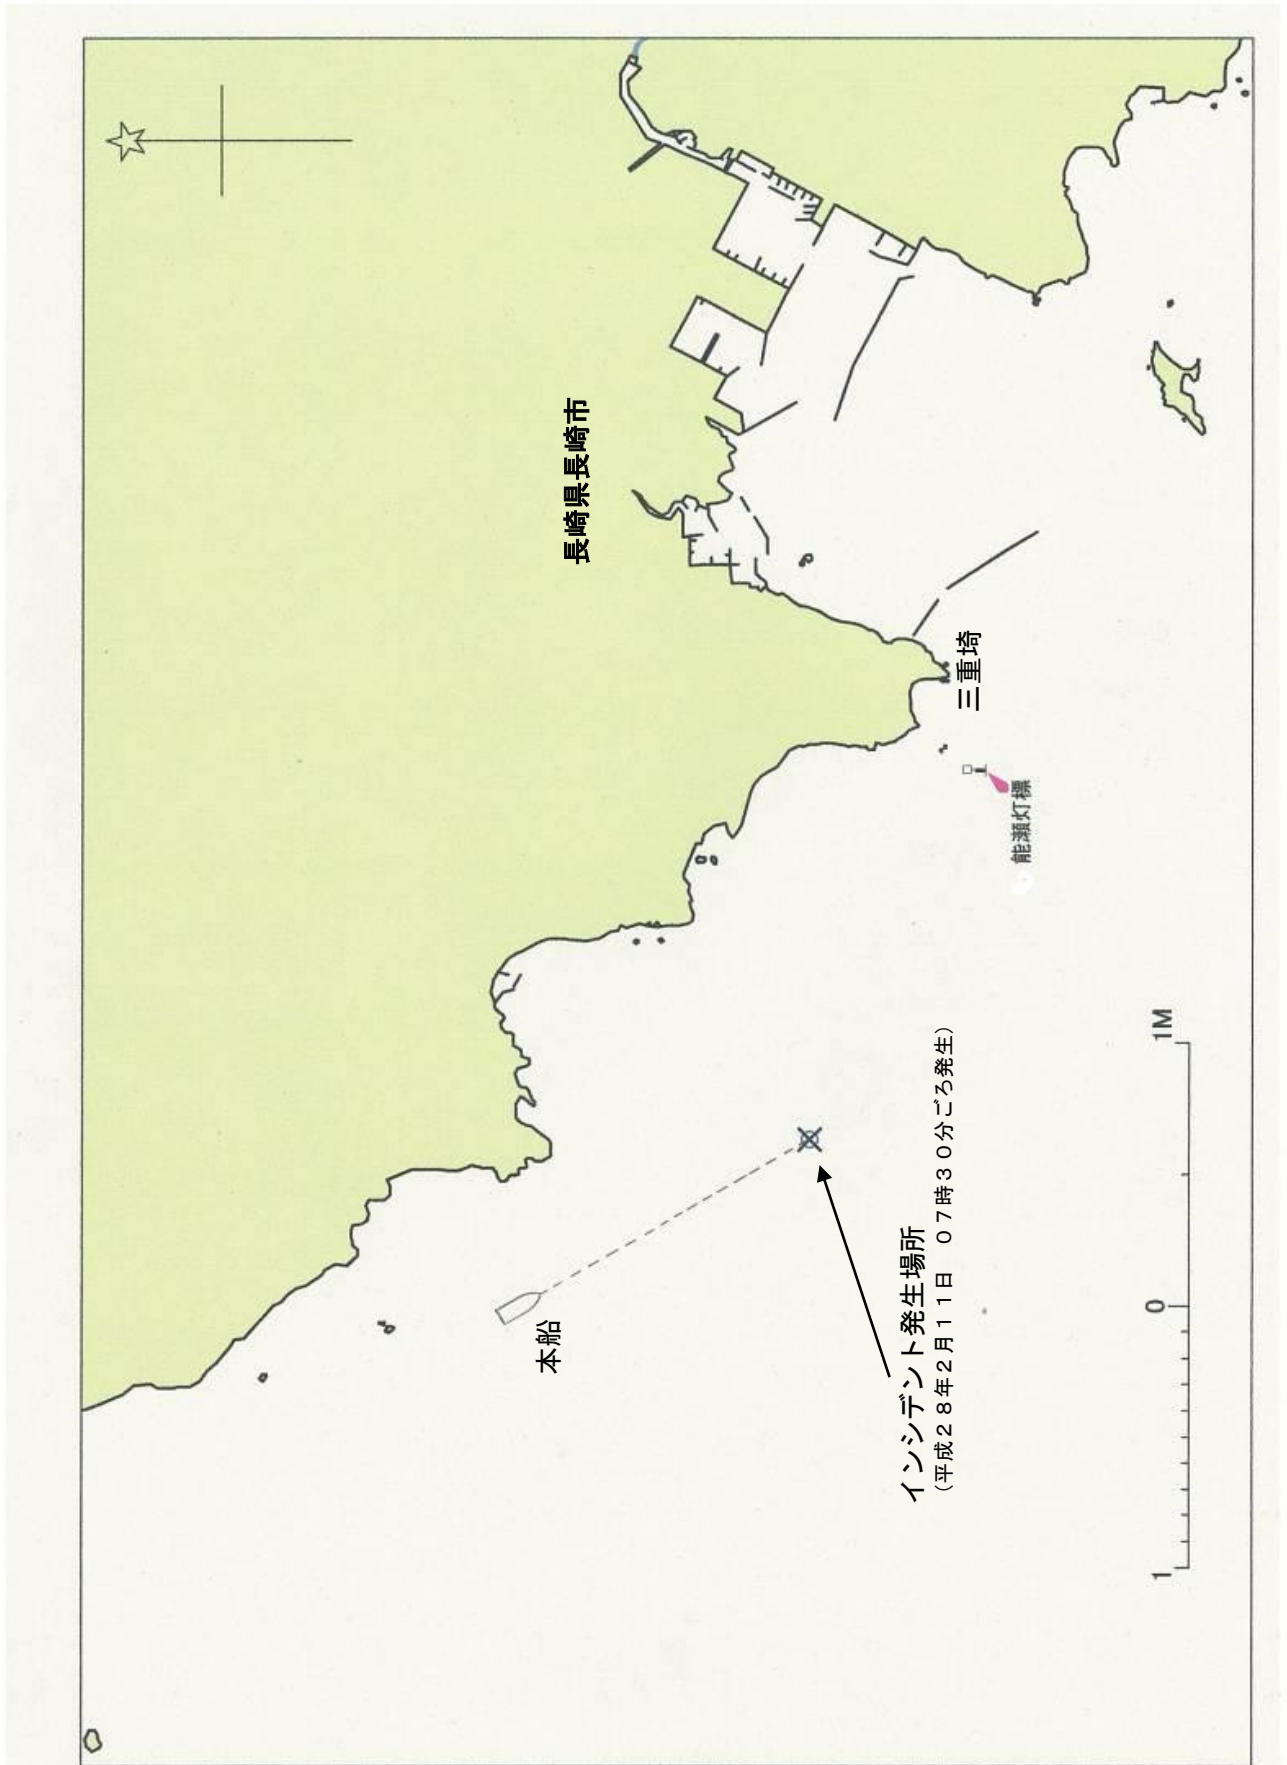 長崎県長崎市
三重埼
能瀬灯標
本船
インシデント発生場所
（平成２８年２月１１日　０７時３０分ごろ発生）
1 0 1M